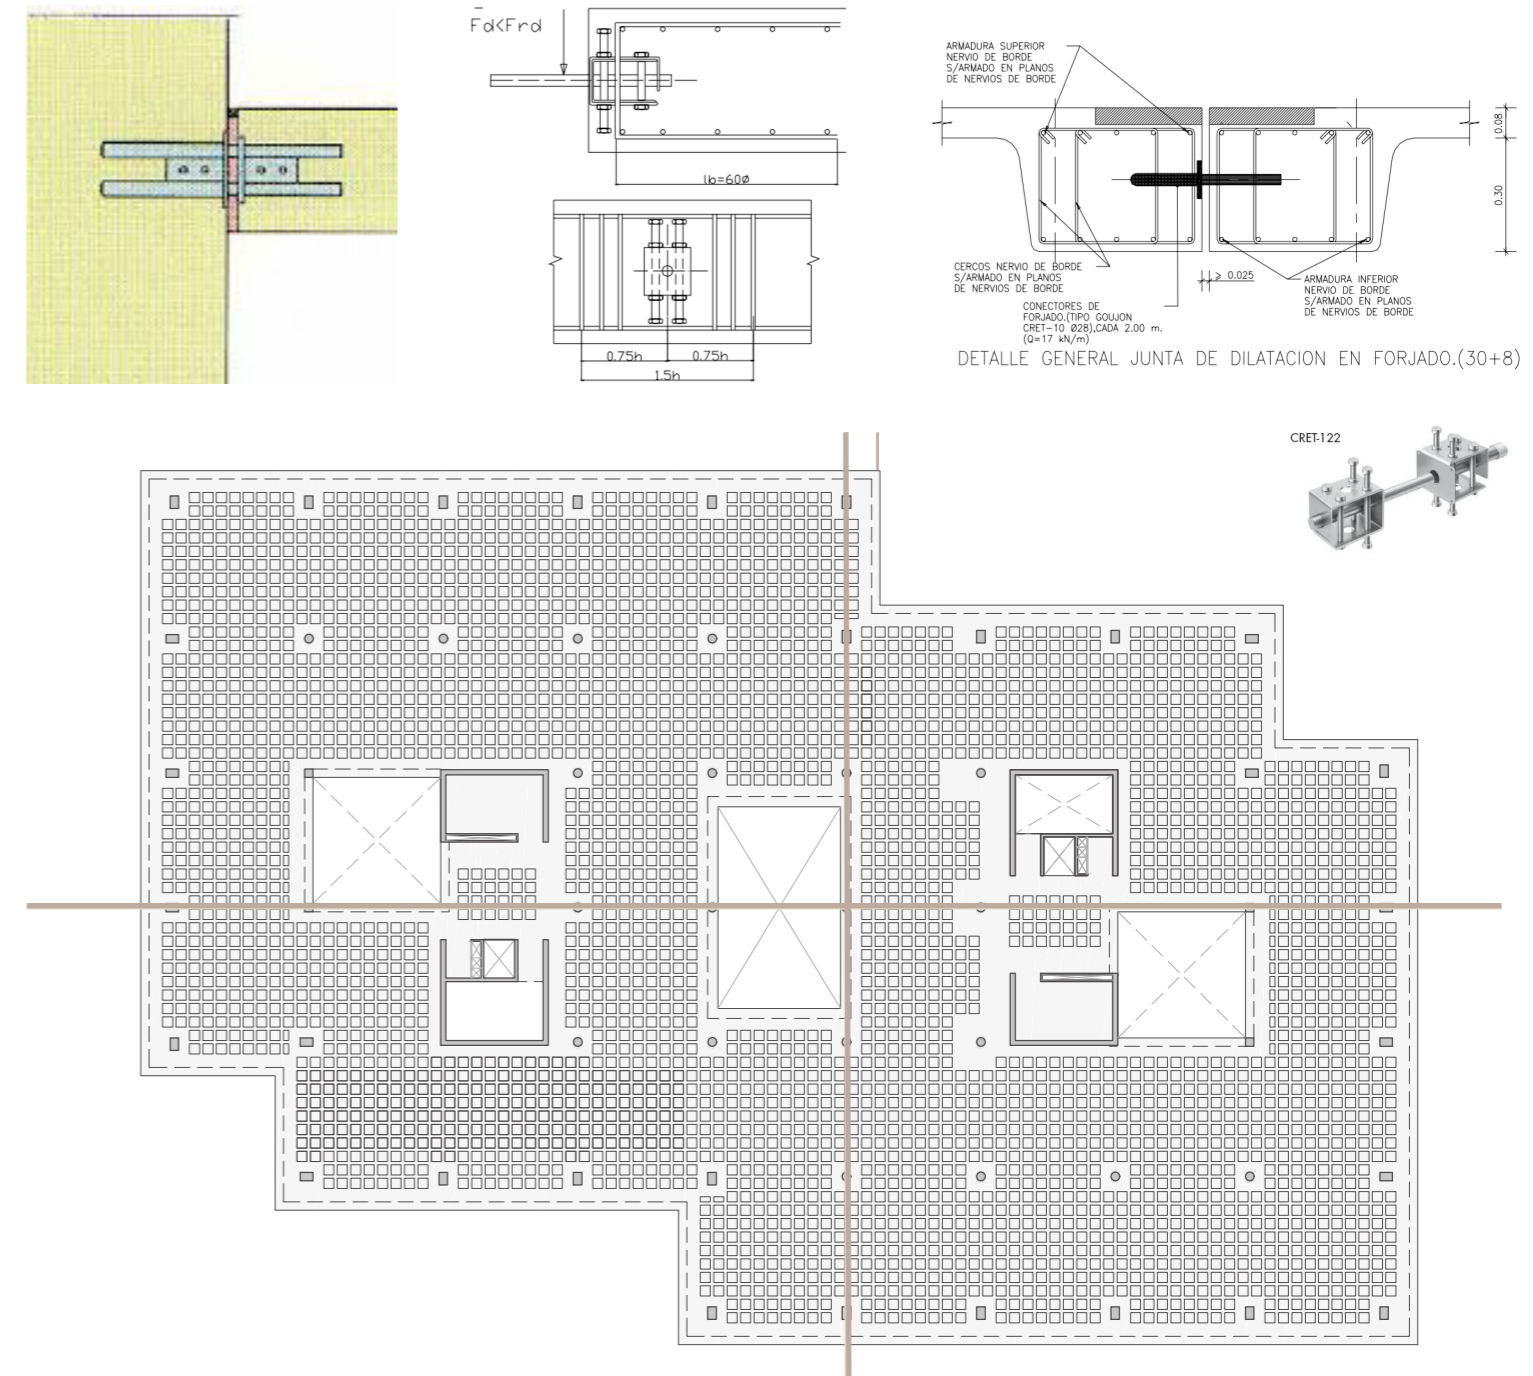 Fd<Frd
lb=60ø
0.75h
0.75h
1.5h
ARMADURA SUPERIOR
NERVIO DE BORDE
S/ARMADO EN PLANOS
DE NERVIOS DE BORDE
0.08
0.30
CERCOS NERVIO DE BORDE
S/ARMADO EN PLANOS
DE NERVIOS DE BORDE
≥ 0.025
ARMADURA INFERIOR
NERVIO DE BORDE
S/ARMADO EN PLANOS
DE NERVIOS DE BORDE
CONECTORES DE
FORJADO.(TIPO GOUJON
CRET-10 Ø28),CADA 2.00 m.
(Q=17 kN/m)
DETALLE GENERAL JUNTA DE DILATACION EN FORJADO.(30+8)
CRET-122